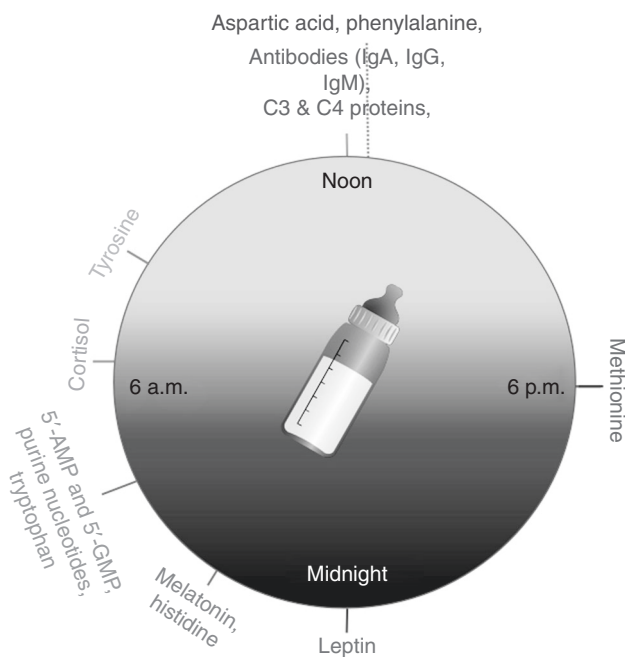 Aspartic acid, phenylalanine,
Antibodies (IgA, IgG,
IgM),
C3 & C4 proteins,
Noon
Tyrosine
Cortisol
6 a.m.
6 p.m.
Methionine
5′-AMP and 5′-GMP,
purine nucleotides,
tryptophan
Melatonin,
histidine
Midnight
Leptin